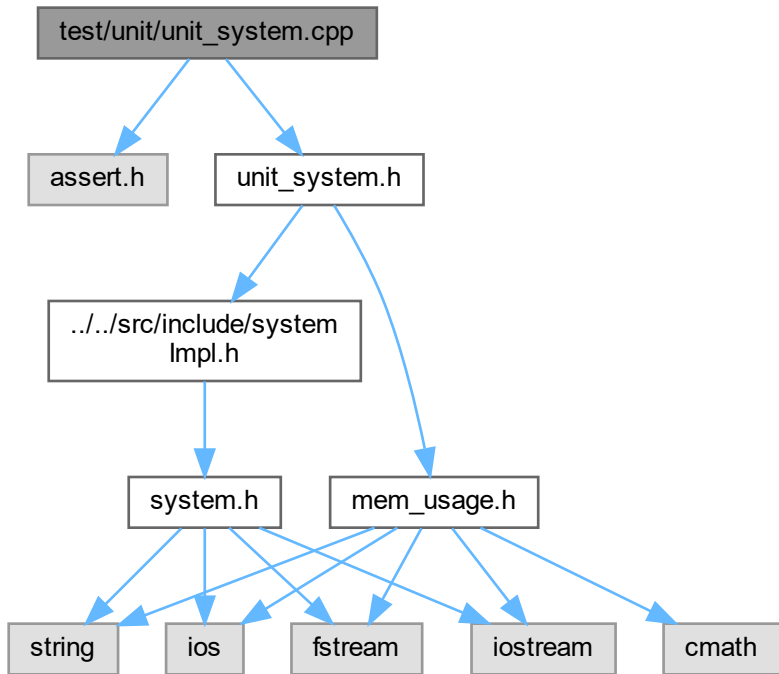 test/unit/unit_system.cpp
assert.h
unit_system.h
../../src/include/system
Impl.h
system.h
mem_usage.h
string
ios
fstream
iostream
cmath